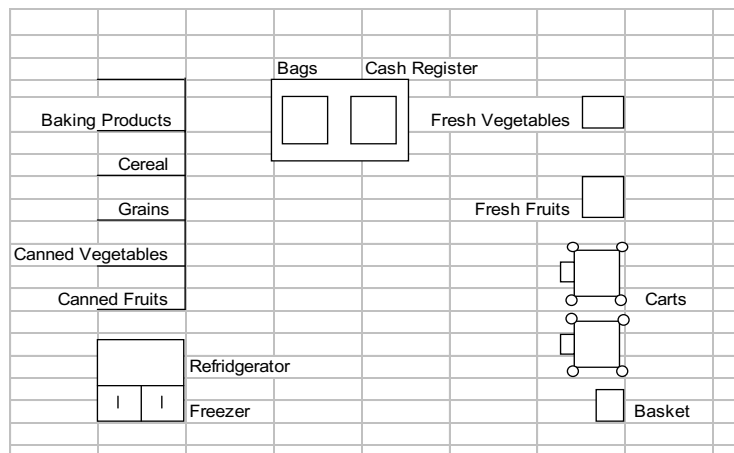 Bags
Cash Register
Baking Products
Fresh Vegetables
Cereal
Grains
Fresh Fruits
Canned Vegetables
Canned Fruits
Carts
Refridgerator
Freezer
Basket